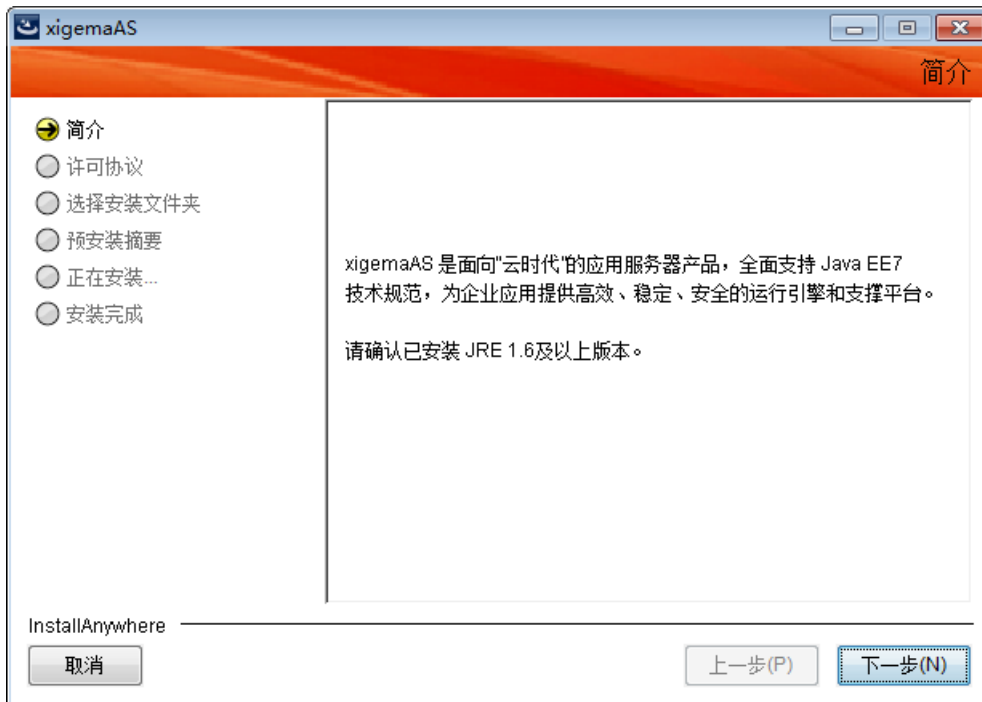 xigemaAS
简介
简介
许可协议
选择安装文件夹
预安装摘要
正在安装...
安装完成
xigemaAS 是面向"云时代"的应用服务器产品，全面支持 Java EE7
技术规范，为企业应用提供高效、稳定、安全的运行引擎和支撑平台。
请确认已安装 JRE 1.6及以上版本。
InstallAnywhere
取消
上一步(P)
下一步(N)